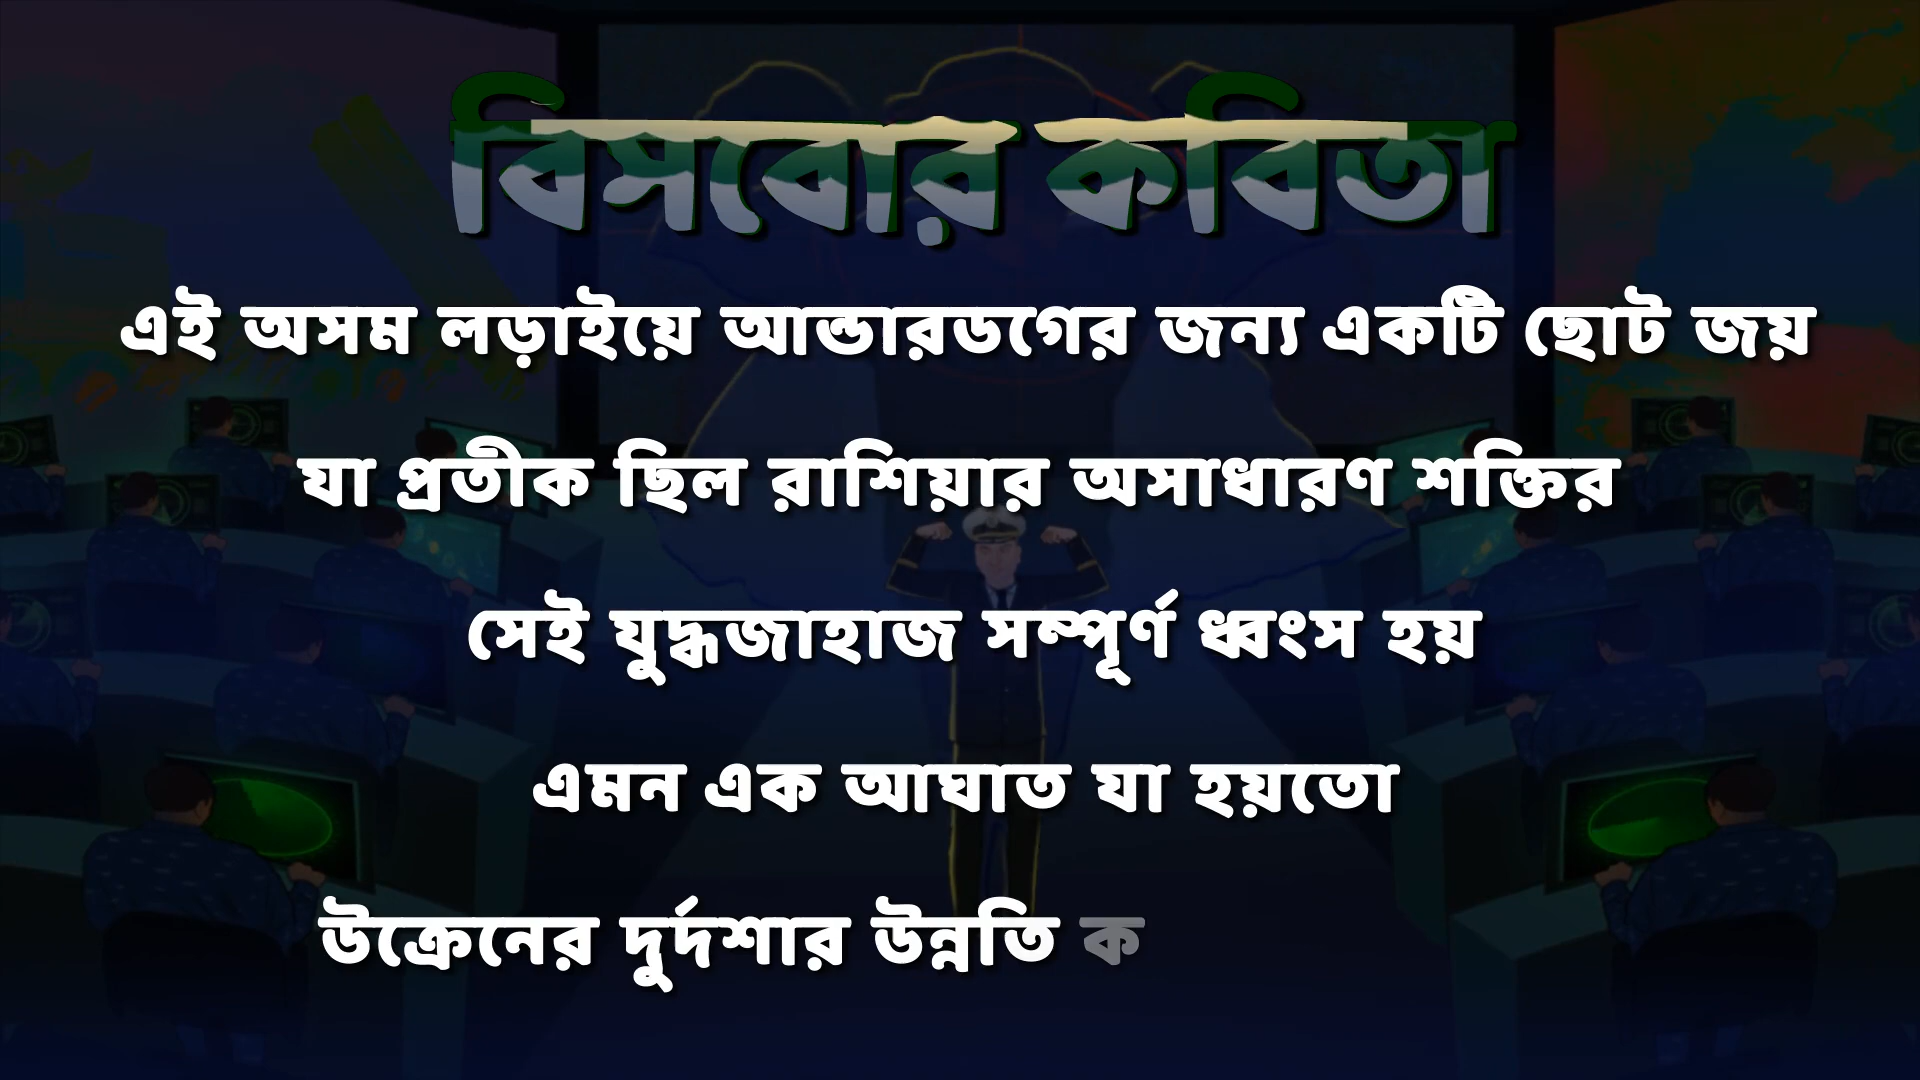 বিসবোর কবিতা
এই অসম লড়াইয়ে আন্ডারডগের জন্য একটি ছোট জয়
যা প্রতীক ছিল রাশিয়ার অসাধারণ শক্তির
সেই যুদ্ধজাহাজ সম্পূর্ণ ধ্বংস হয়
এমন এক আঘাত যা হয়তো
উক্রেনের দুর্দশার উন্নতি ক